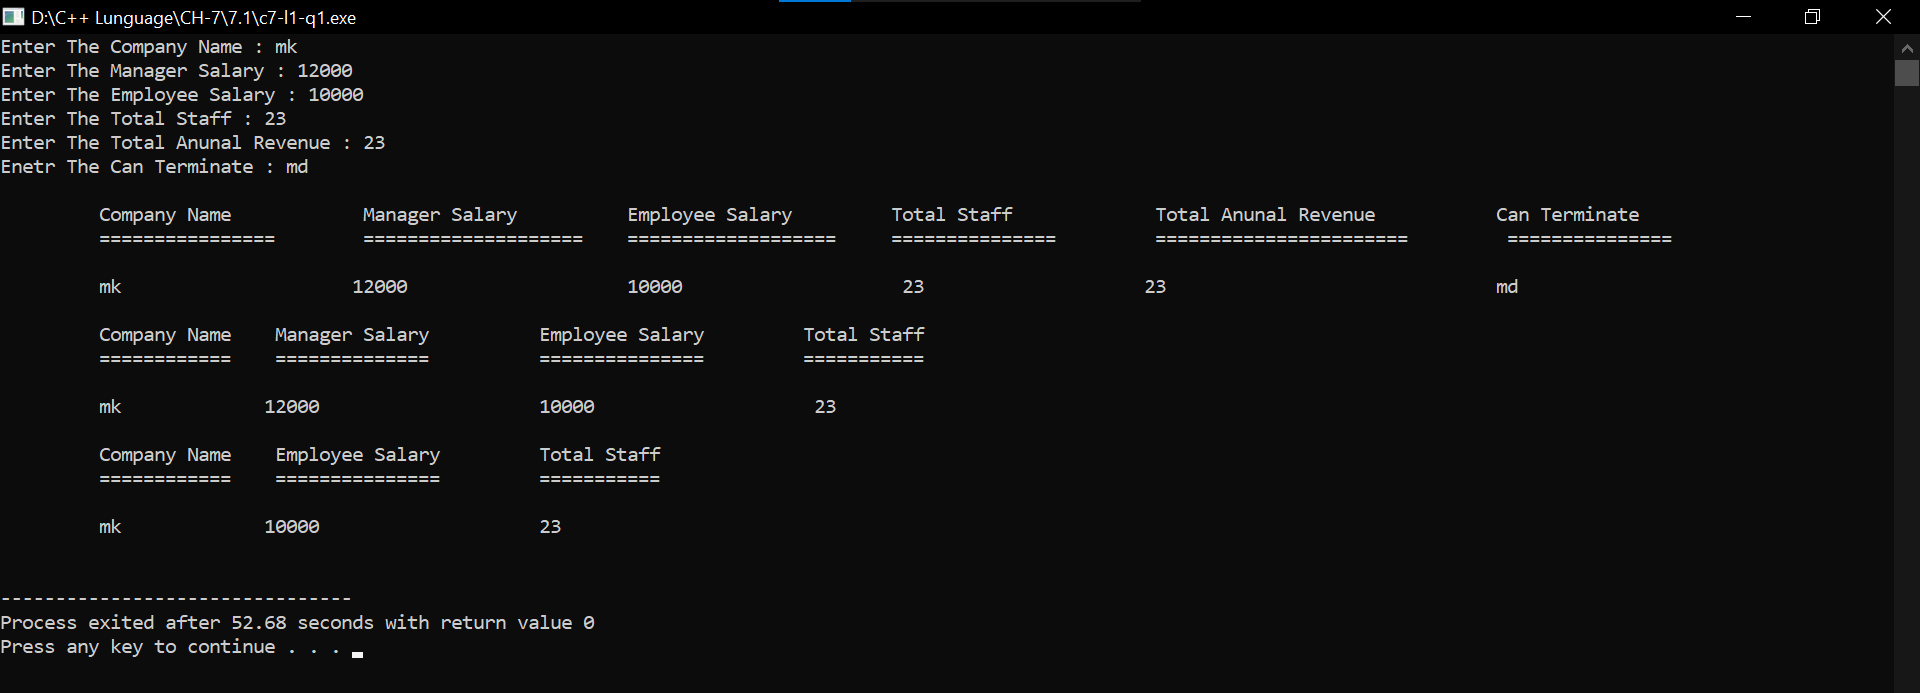 D:\C++ Lunguage\CH-7\7.1\c7-l1-q1.exe
Enter The Company Name : mk
Enter The Manager Salary : 12000
Enter The Employee Salary : 10000
Enter The Total Staff : 23
Enter The Total Anunal Revenue : 23
Enetr The Can Terminate : md
Company Name Manager Salary Employee Salary Total Staff Total Anunal Revenue Can Terminate
================ ==================== =================== =============== ======================= ===============
mk 12000 10000 23 23 md
Company Name Manager Salary Employee Salary Total Staff
============ ============== =============== ===========
mk 12000 10000 23
Company Name Employee Salary Total Staff
============ =============== ===========
mk 10000 23
--------------------------------
Process exited after 52.68 seconds with return value 0
Press any key to continue . . .